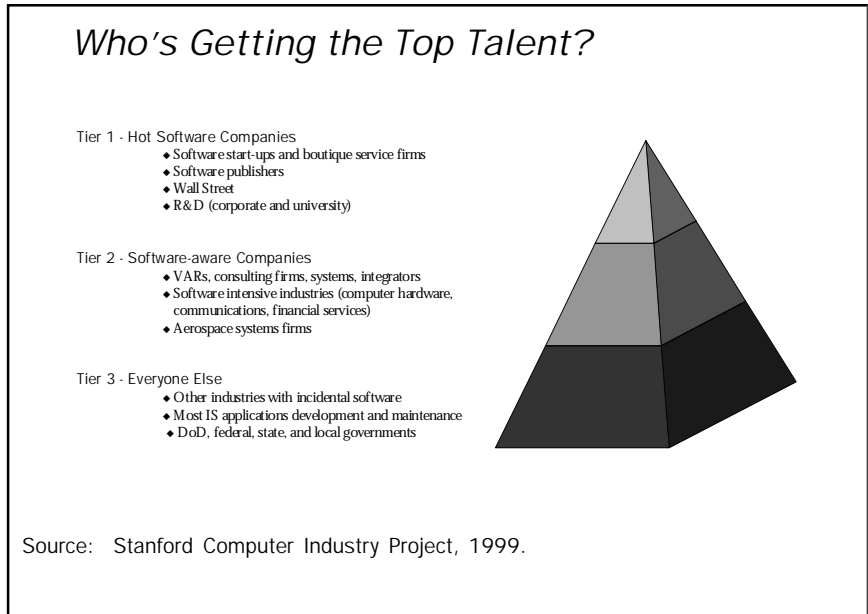 Who's Getting the Top Talent?
Tier 1 - Hot Software Companies
◆ Software start-ups and boutique service firms
◆ Software publishers
◆ Wall Street
◆ R&D (corporate and university)
Tier 2 - Software-aware Companies
◆ VARs, consulting firms, systems, integrators
◆ Software intensive industries (computer hardware,
communications, financial services)
◆ Aerospace systems firms
Tier 3 - Everyone Else
◆ Other industries with incidental software
◆ Most IS applications development and maintenance
◆ DoD, federal, state, and local governments
Source: Stanford Computer Industry Project, 1999.